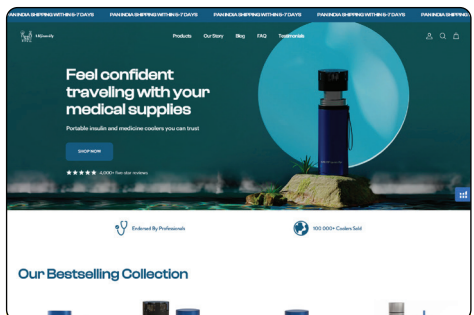 PAN INDIA SHIPPING WITHIN 5-7 DAYS PAN INDIA SHIPPING WITHIN 5-7 DAYS PAN INDIA SHIPPING WITHIN 5-7 DAYS PAN INDIA SHIPPING WITHIN 5-7 DAYS PAN INDIA SHIPPING
Products Our Story Blog FAQ Testimonials
Feel confident
traveling with your
medical supplies
Portable insulin and medicine coolers you can trust
SHOP NOW
★★★★★ 4,000+ five-star reviews
Endorsed By Professionals 100 000+ Coolers Sold
Our Bestselling Collection